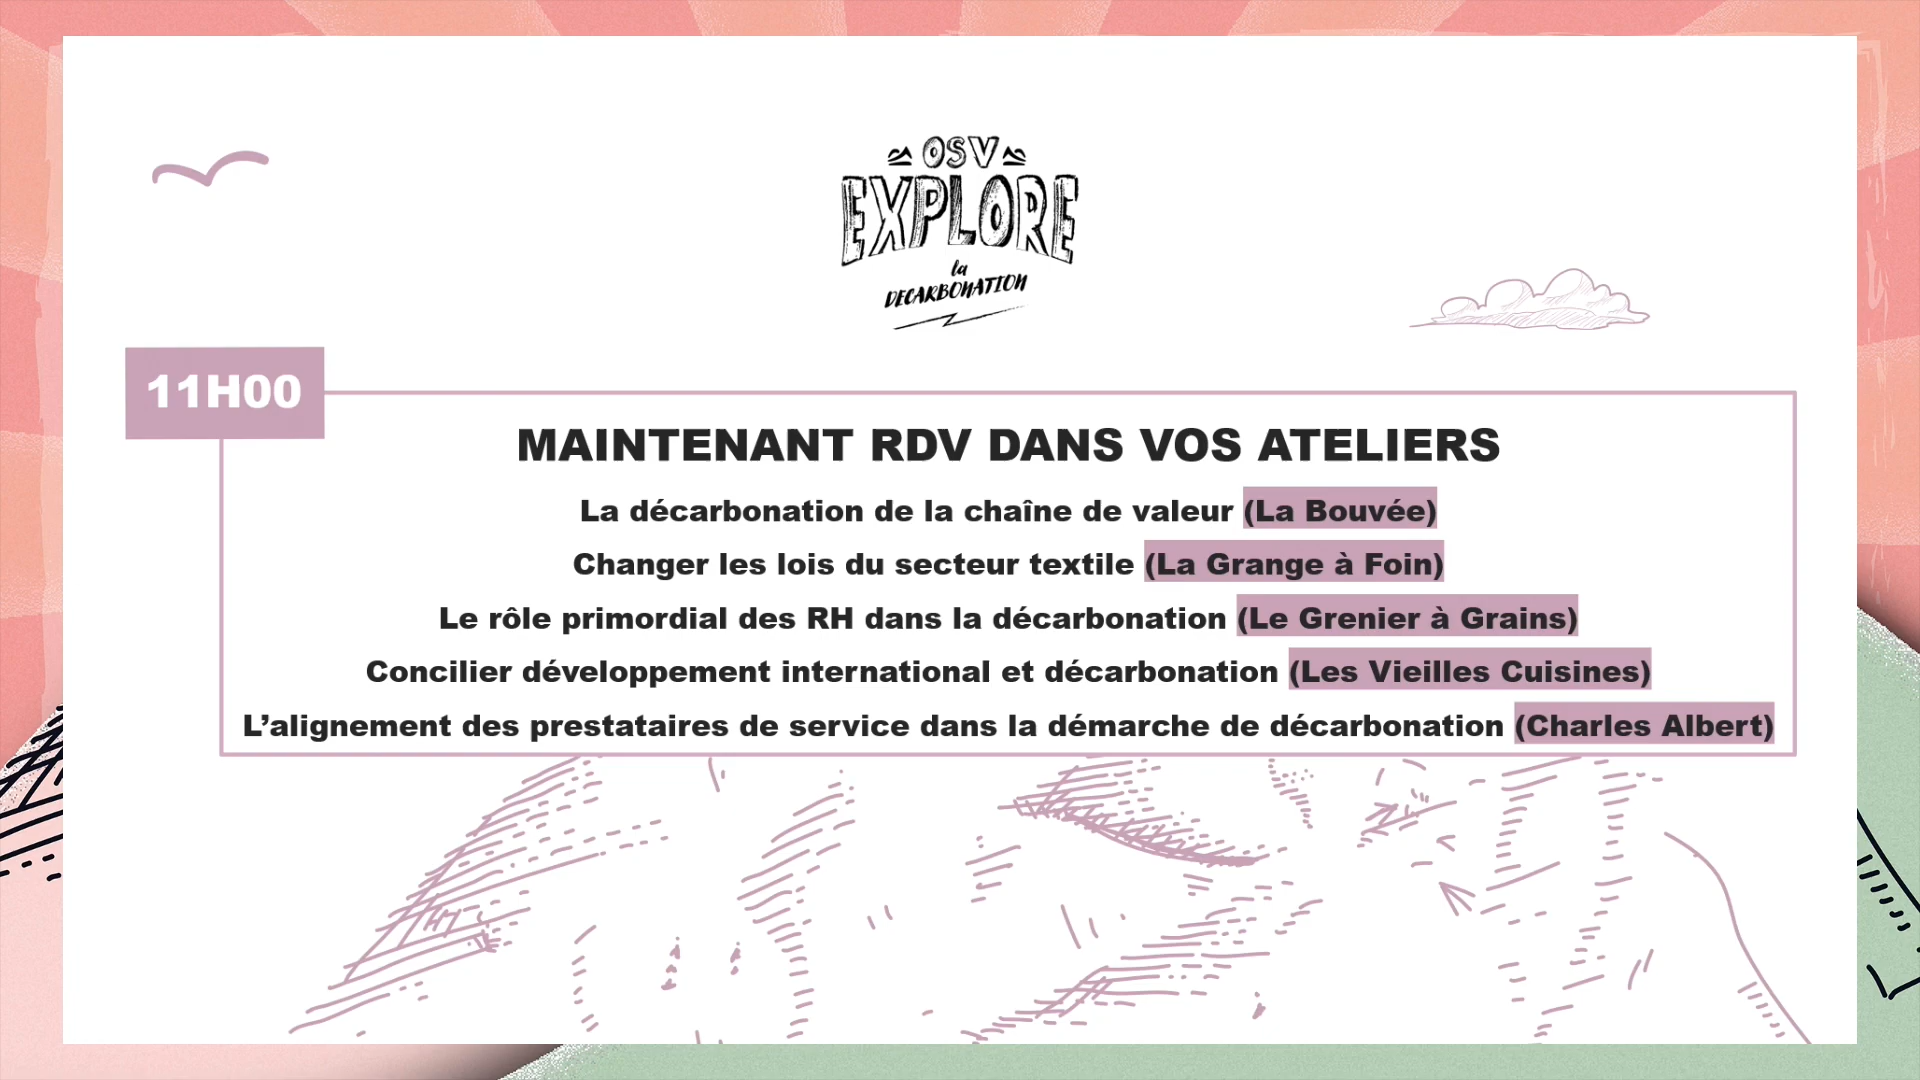 OSV
EXPLORE
la
DECARBONATION
11H00
MAINTENANT RDV DANS VOS ATELIERS
La décarbonation de la chaîne de valeur (La Bouvée)
Changer les lois du secteur textile (La Grange à Foin)
Le rôle primordial des RH dans la décarbonation (Le Grenier à Grains)
Concilier développement international et décarbonation (Les Vieilles Cuisines)
L’alignement des prestataires de service dans la démarche de décarbonation (Charles Albert)